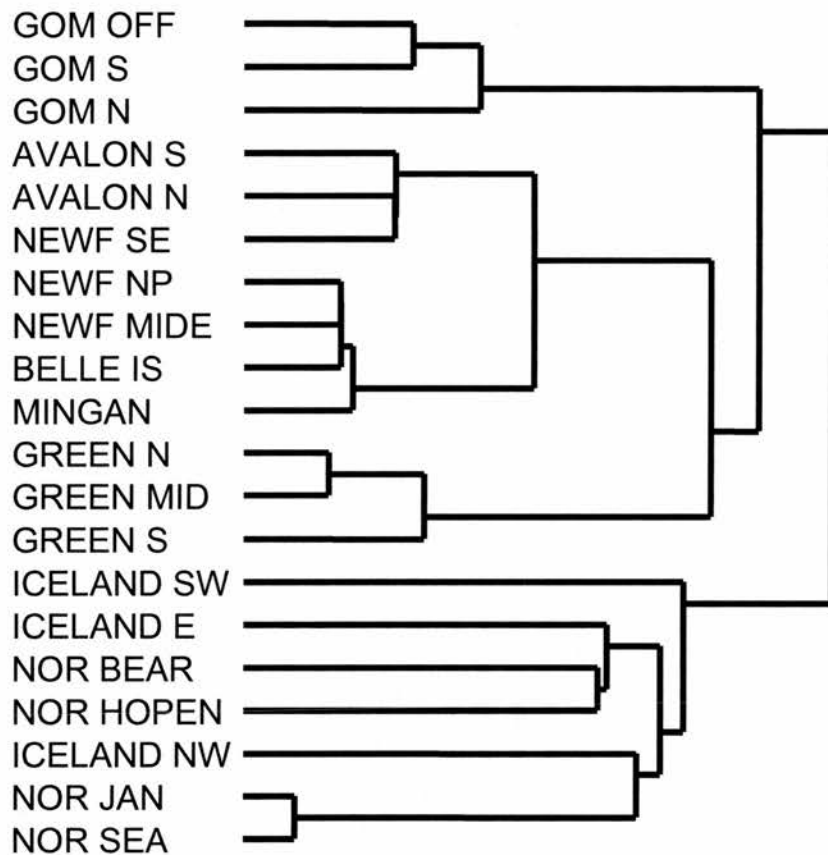 GOM OFF
GOM S
GOM N
AVALON S
AVALON N
NEWF SE
NEWF NP
NEWF MIDE
BELLE IS
MINGAN
GREEN N
GREEN MID
GREEN S
ICELAND SW
ICELAND E
NOR BEAR
NOR HOPEN
ICELAND NW
NOR JAN
NOR SEA